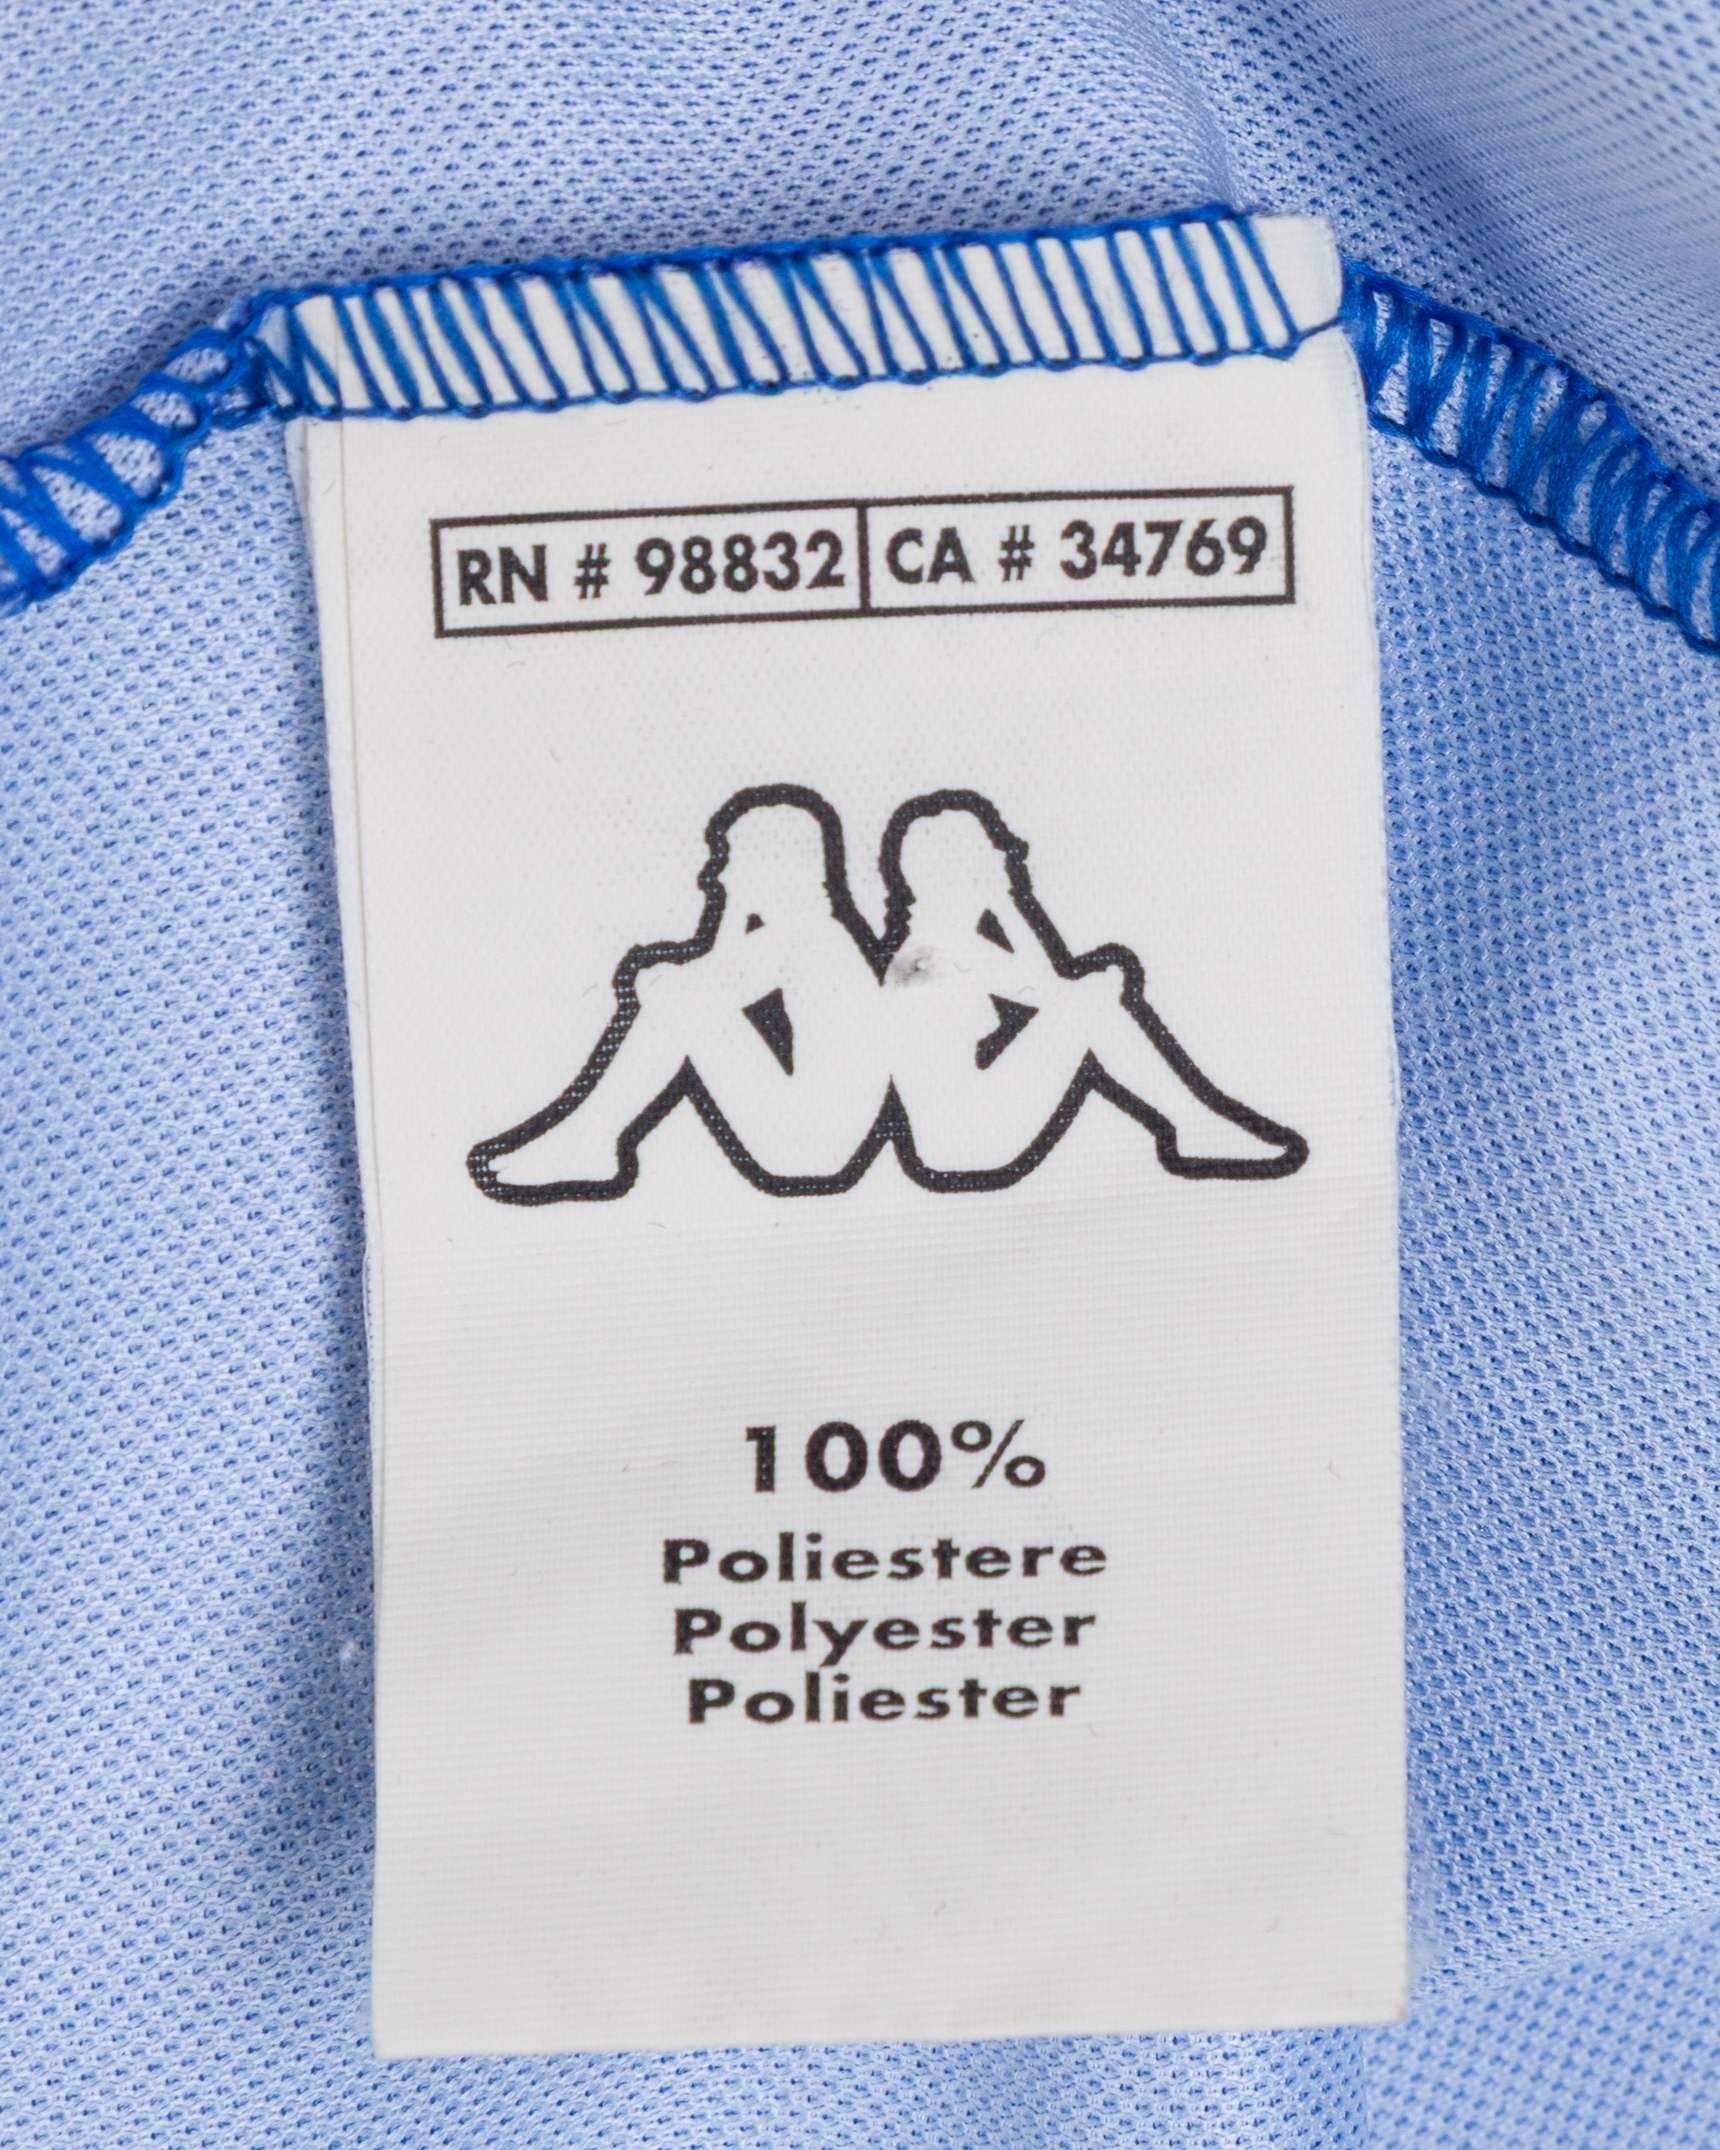 RN # 98832 CA # 34769
100%
Poliestere
Polyester
Poliester